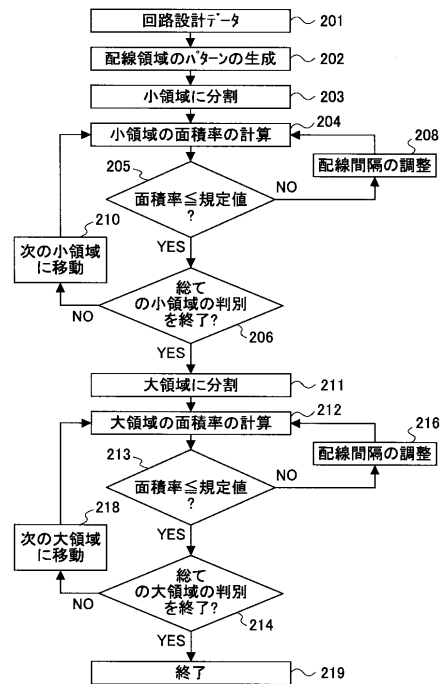 回路設計データ 201
配線領域のパターンの生成 202
小領域に分割 203
小領域の面積率の計算 204
208
配線間隔の調整
205
面積率≦規定値
?
NO
YES
210
次の小領域
に移動
総て
の小領域の判別
を終了?
NO
206
YES
大領域に分割 211
大領域の面積率の計算 212
216
配線間隔の調整
213
面積率≦規定値
?
NO
YES
218
次の大領域
に移動
総て
の大領域の判別
を終了?
NO
214
YES
終了 219